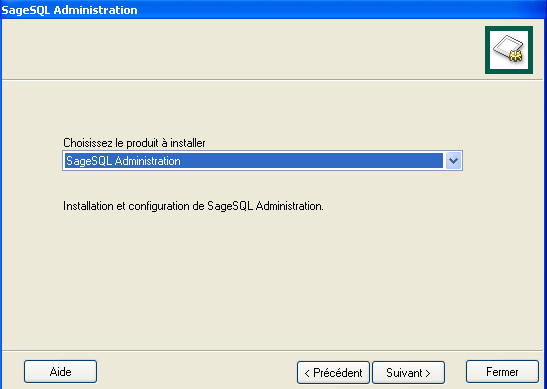 SageSQL Administration
Choisissez le produit à installer
SageSQL Administration
Installation et configuration de SageSQL Administration.
Aide
< Précédent
Suivant >
Fermer